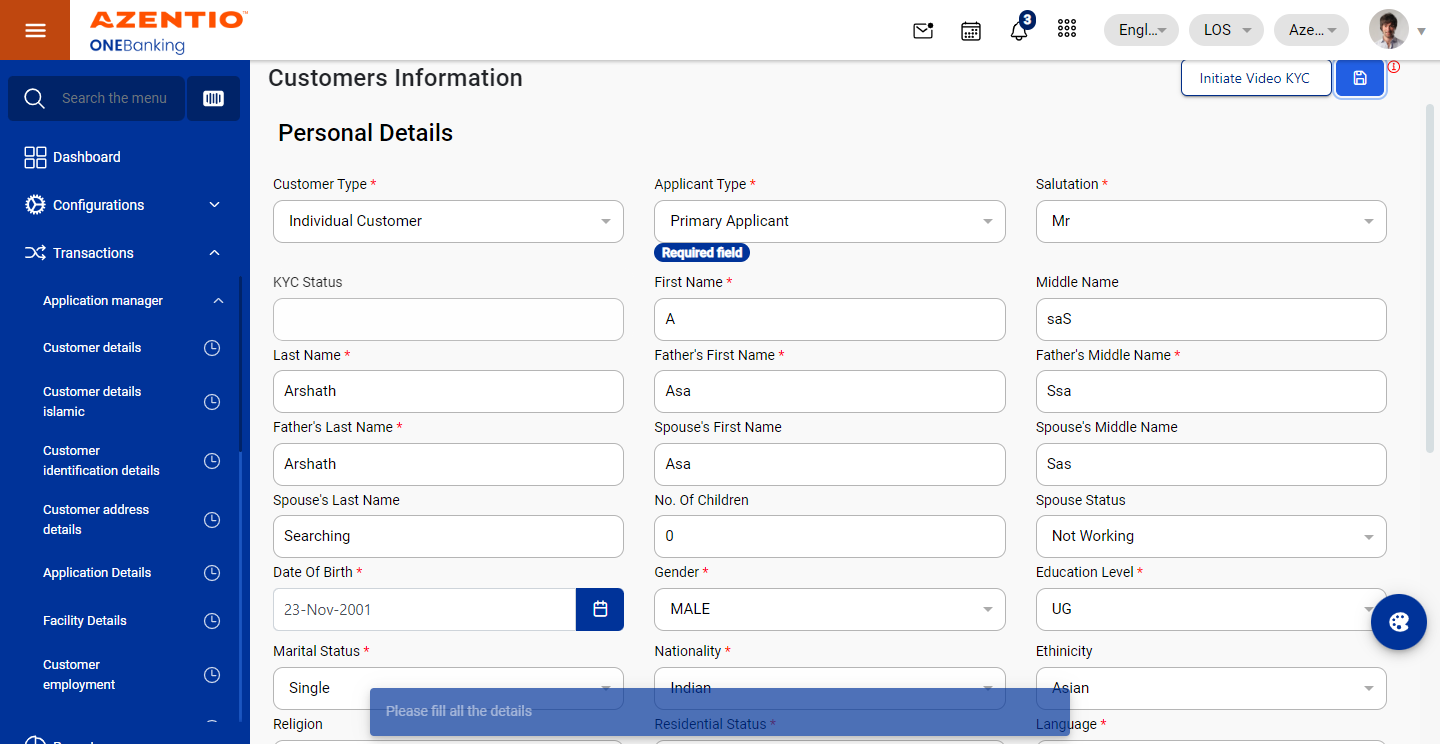 AZENTIO™
ONEBanking
3
Engl...
LOS
Aze...
Search the menu
Dashboard
Configurations
Transactions
Application manager
Customer details
Customer details
islamic
Customer
identification details
Customer address
details
Application Details
Facility Details
Customer
employment
Customers Information
Initiate Video KYC
Personal Details
Customer Type *
Applicant Type *
Salutation *
Individual Customer
Primary Applicant
Mr
Required field
KYC Status
First Name *
Middle Name
A
saS
Last Name *
Father's First Name *
Father's Middle Name *
Arshath
Asa
Ssa
Father's Last Name *
Spouse's First Name
Spouse's Middle Name
Arshath
Asa
Sas
Spouse's Last Name
No. Of Children
Spouse Status
Searching
0
Not Working
Date Of Birth *
Gender *
Education Level *
23-Nov-2001
MALE
UG
Marital Status *
Nationality *
Ethinicity
Single
Indian
Asian
Please fill all the details
Religion
Residential Status *
Language *